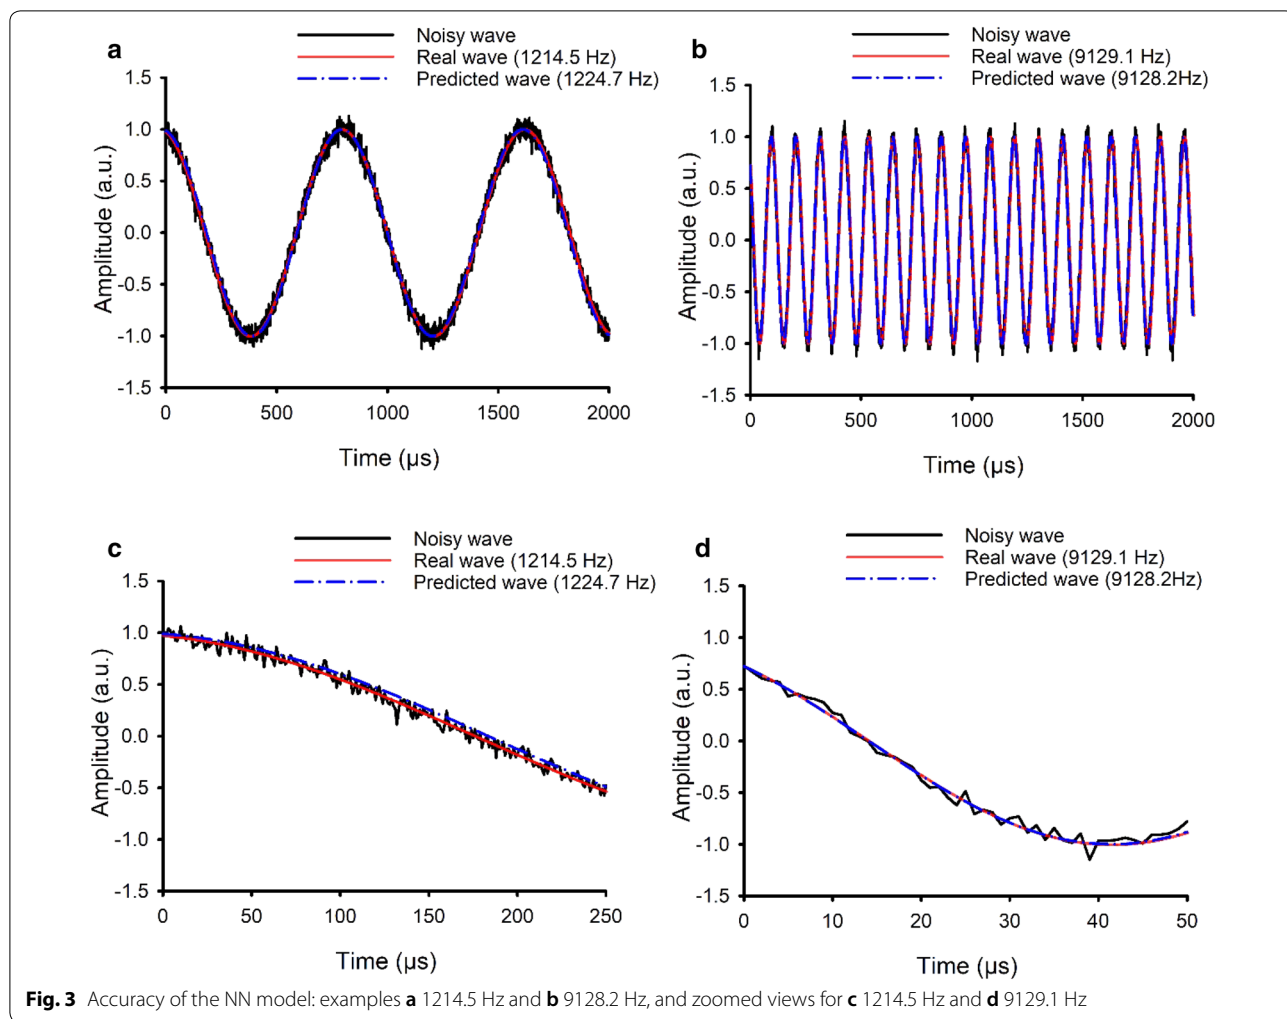 a
Noisy wave
Real wave (1214.5 Hz)
Predicted wave (1224.7 Hz)
1.5
1.0
0.5
0.0
-0.5
-1.0
-1.5
Amplitude (a.u.)
0 500 1000 1500 2000
Time (µs)
b
Noisy wave
Real wave (9129.1 Hz)
Predicted wave (9128.2Hz)
1.5
1.0
0.5
0.0
-0.5
-1.0
-1.5
Amplitude (a.u.)
0 500 1000 1500 2000
Time (µs)
c
Noisy wave
Real wave (1214.5 Hz)
Predicted wave (1224.7 Hz)
1.5
1.0
0.5
0.0
-0.5
-1.0
-1.5
Amplitude (a.u.)
0 50 100 150 200 250
Time (µs)
d
Noisy wave
Real wave (9129.1 Hz)
Predicted wave (9128.2Hz)
1.5
1.0
0.5
0.0
-0.5
-1.0
-1.5
Amplitude (a.u.)
0 10 20 30 40 50
Time (µs)
Fig. 3 Accuracy of the NN model: examples a 1214.5 Hz and b 9128.2 Hz, and zoomed views for c 1214.5 Hz and d 9129.1 Hz